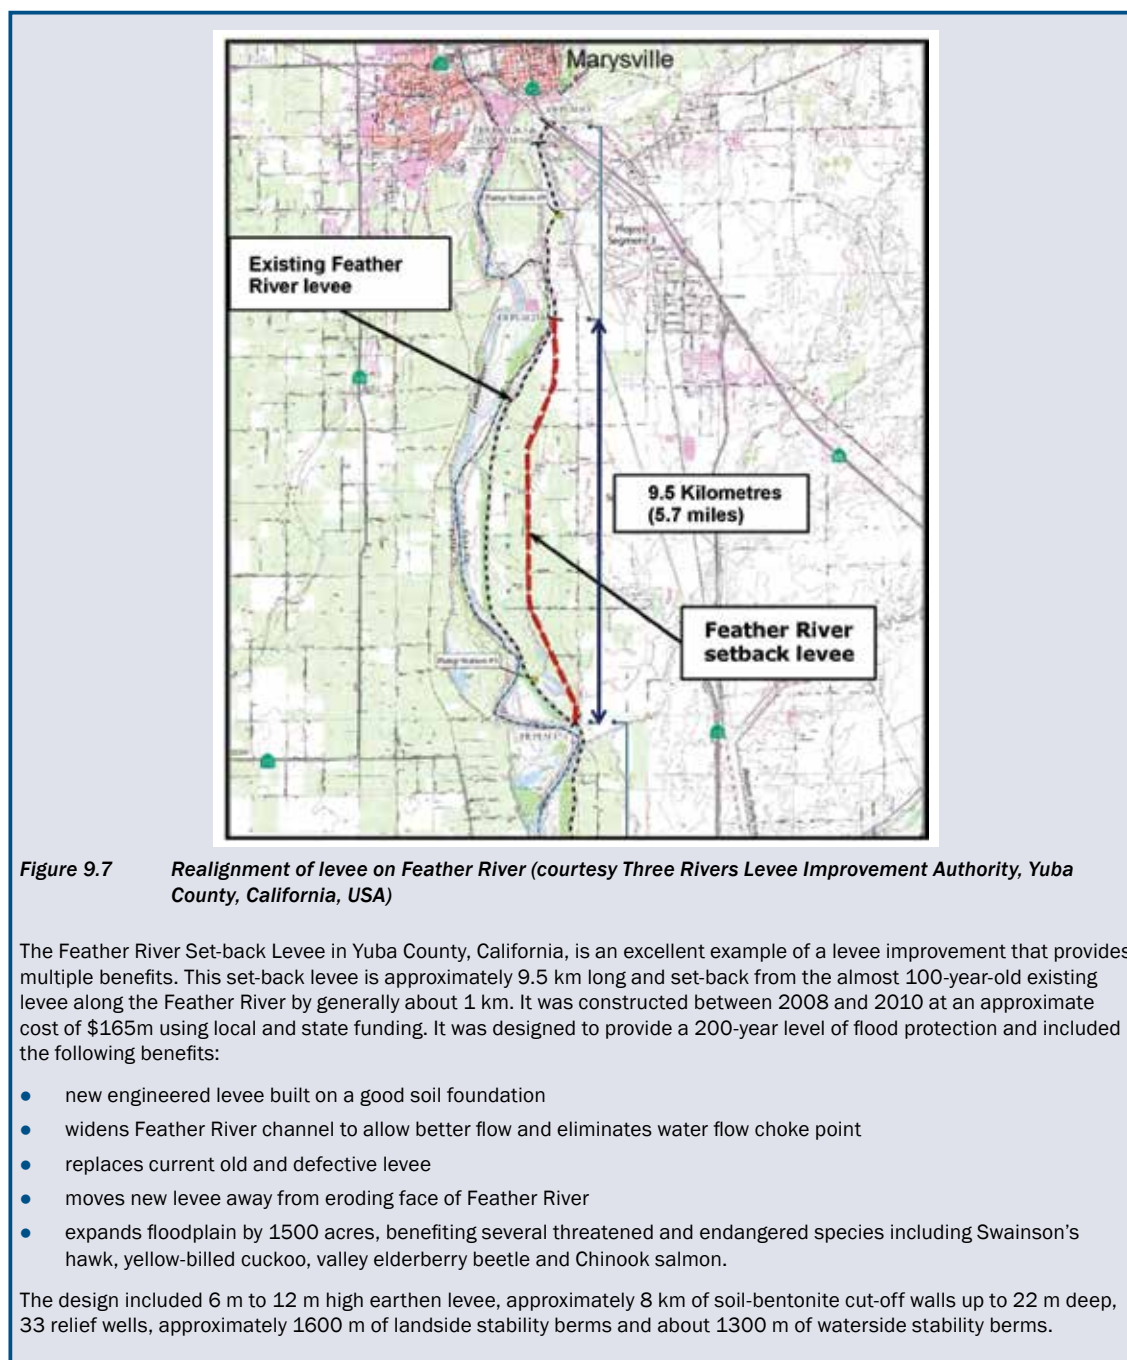 Marysville
Pump Station #9
Project
Segment 3
Existing Feather
River levee
9.5 Kilometres
(5.7 miles)
Feather River
setback levee
Pump Station #3
Figure 9.7 Realignment of levee on Feather River (courtesy Three Rivers Levee Improvement Authority, Yuba
County, California, USA)
The Feather River Set-back Levee in Yuba County, California, is an excellent example of a levee improvement that provides
multiple benefits. This set-back levee is approximately 9.5 km long and set-back from the almost 100-year-old existing
levee along the Feather River by generally about 1 km. It was constructed between 2008 and 2010 at an approximate
cost of $165m using local and state funding. It was designed to provide a 200-year level of flood protection and included
the following benefits:
● new engineered levee built on a good soil foundation
● widens Feather River channel to allow better flow and eliminates water flow choke point
● replaces current old and defective levee
● moves new levee away from eroding face of Feather River
● expands floodplain by 1500 acres, benefiting several threatened and endangered species including Swainson's
hawk, yellow-billed cuckoo, valley elderberry beetle and Chinook salmon.
The design included 6 m to 12 m high earthen levee, approximately 8 km of soil-bentonite cut-off walls up to 22 m deep,
33 relief wells, approximately 1600 m of landside stability berms and about 1300 m of waterside stability berms.